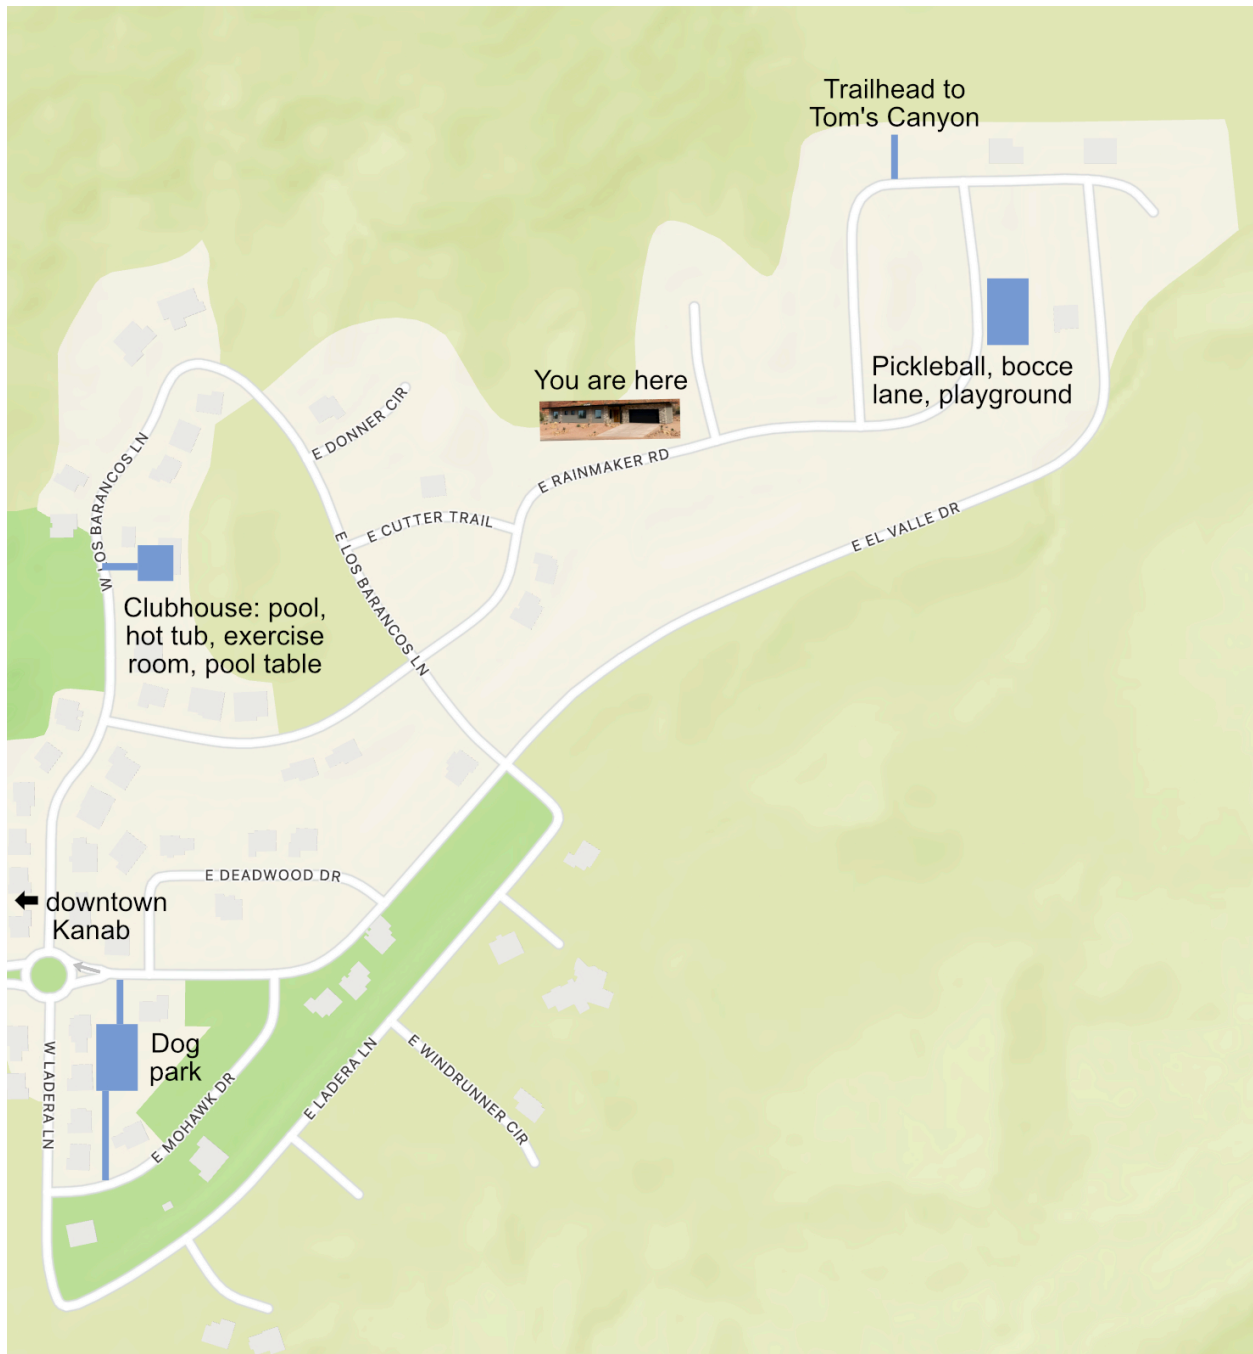 Trailhead to
Tom's Canyon
Pickleball, bocce
lane, playground
You are here
E DONNER CIR
W LOS BARANCOS LN
E RAINMAKER RD
E CUTTER TRAIL
E EL VALLE DR
E LOS BARANCOS LN
Clubhouse: pool,
hot tub, exercise
room, pool table
E DEADWOOD DR
downtown
Kanab
Dog
park
W LADERA LN
E MOHAWK DR
E LADERA LN
E WINDRUNNER CIR